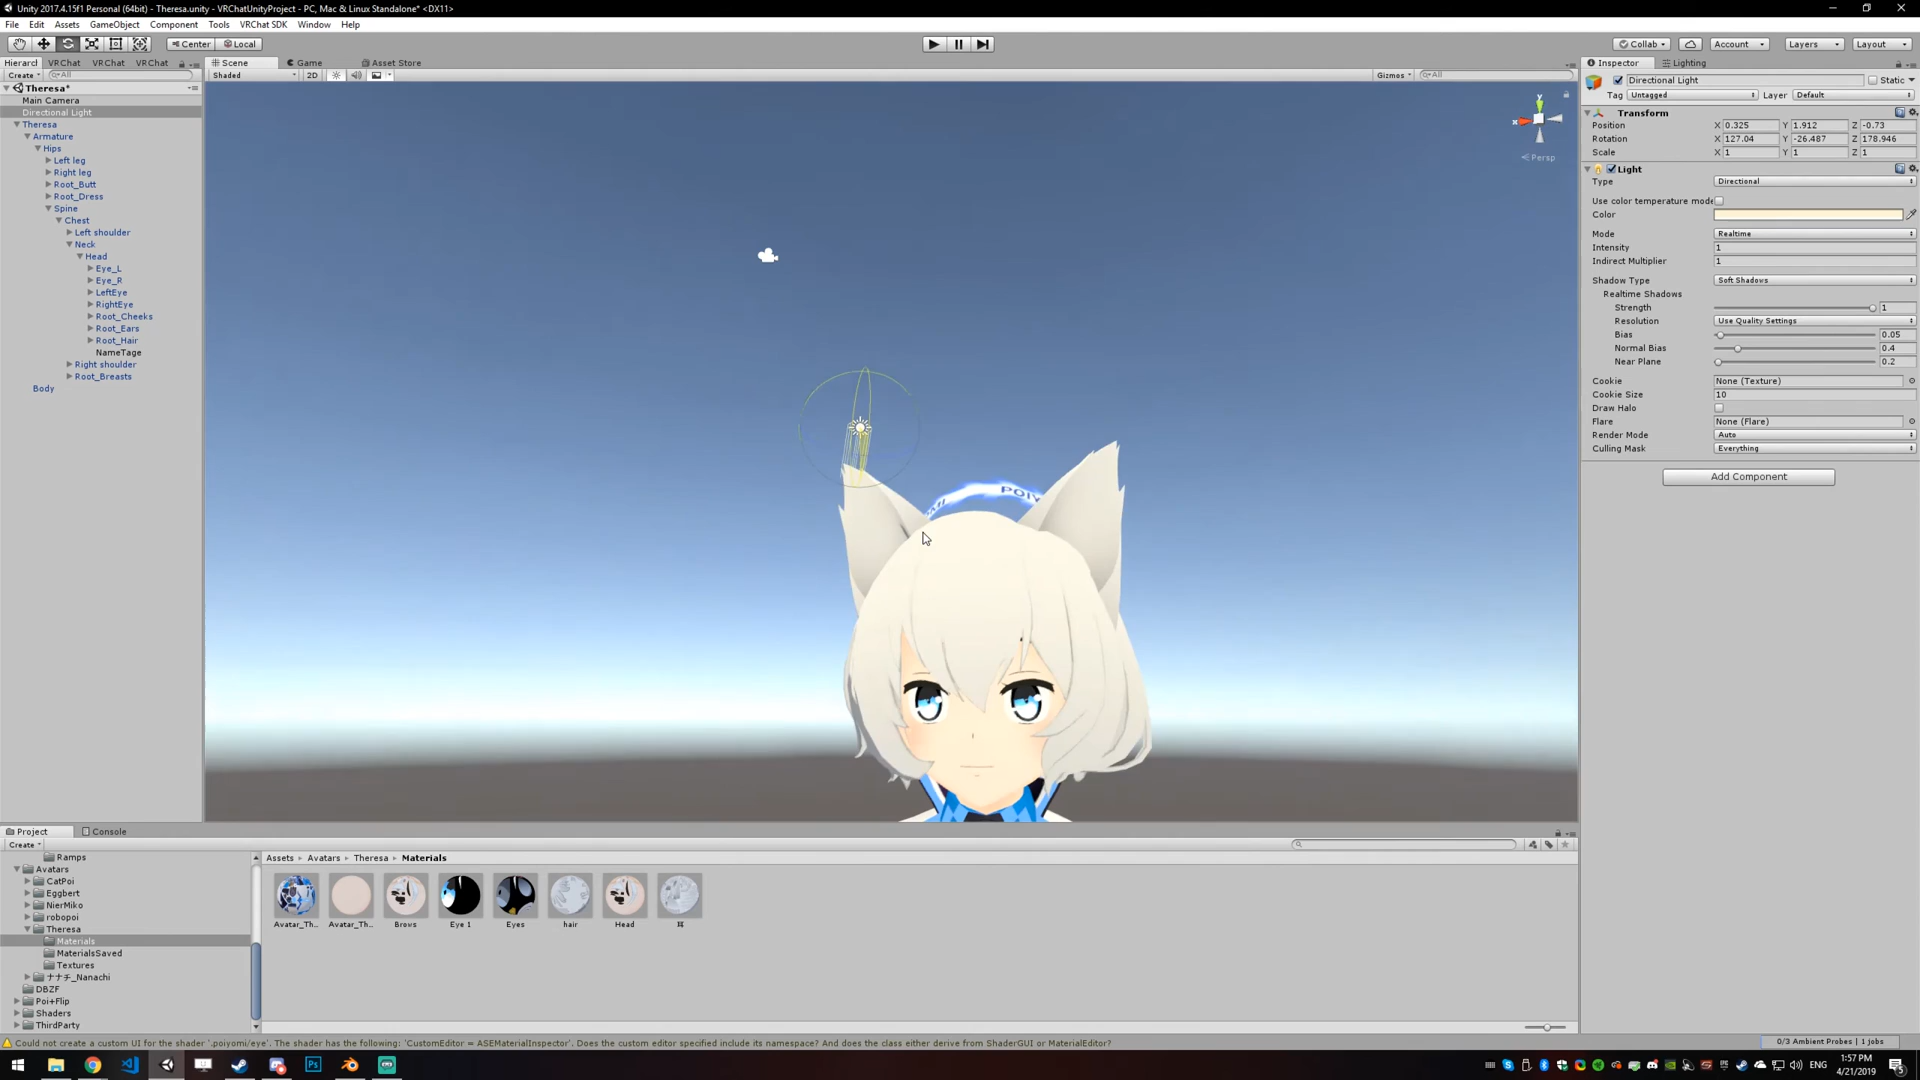 Unity 2017.4.15f1 Personal (64bit) - Theresa.unity - VRChatUnityProject - PC, Mac & Linux Standalone* <DX11>
File Edit Assets GameObject Component Tools VRChat SDK Window Help
Center Local
Collab Account Layers Layout
Hierarcl VRChat VRChat VRChat Scene Game Asset Store Inspector Lighting
Create All Shaded 2D Gizmos All
Directional Light Static
Tag Untagged Layer Default
Theresa*
Main Camera
Directional Light
Theresa
Armature
Hips
Left leg
Right leg
Root_Butt
Root_Dress
Spine
Chest
Left shoulder
Neck
Head
Eye_L
Eye_R
LeftEye
RightEye
Root_Cheeks
Root_Ears
Root_Hair
NameTage
Right shoulder
Root_Breasts
Body
y
x
Persp
POIY
Transform
Position X 0.325 Y 1.912 Z -0.73
Rotation X 127.04 Y -26.487 Z 178.946
Scale X 1 Y 1 Z 1
Light
Type Directional
Use color temperature mode
Color
Mode Realtime
Intensity 1
Indirect Multiplier 1
Shadow Type Soft Shadows
Realtime Shadows
Strength 1
Resolution Use Quality Settings
Bias 0.05
Normal Bias 0.4
Near Plane 0.2
Cookie None (Texture)
Cookie Size 10
Draw Halo
Flare None (Flare)
Render Mode Auto
Culling Mask Everything
Add Component
Project Console
Create
Ramps
Avatars
CatPoi
Eggbert
NierMiko
robopoi
Theresa
Materials
MaterialsSaved
Textures
ナナチ_Nanachi
DBZF
Poi+Flip
Shaders
ThirdParty
Assets Avatars Theresa Materials
Avatar_Th... Avatar_Th... Brows Eye 1 Eyes hair Head 耳
Could not create a custom UI for the shader '.poiyomi/eye'. The shader has the following: 'CustomEditor = ASEMaterialInspector'. Does the custom editor specified include its namespace? And does the class either derive from ShaderGUI or MaterialEditor?
0/3 Ambient Probes | 1 jobs
ENG
1:57 PM
4/21/2019